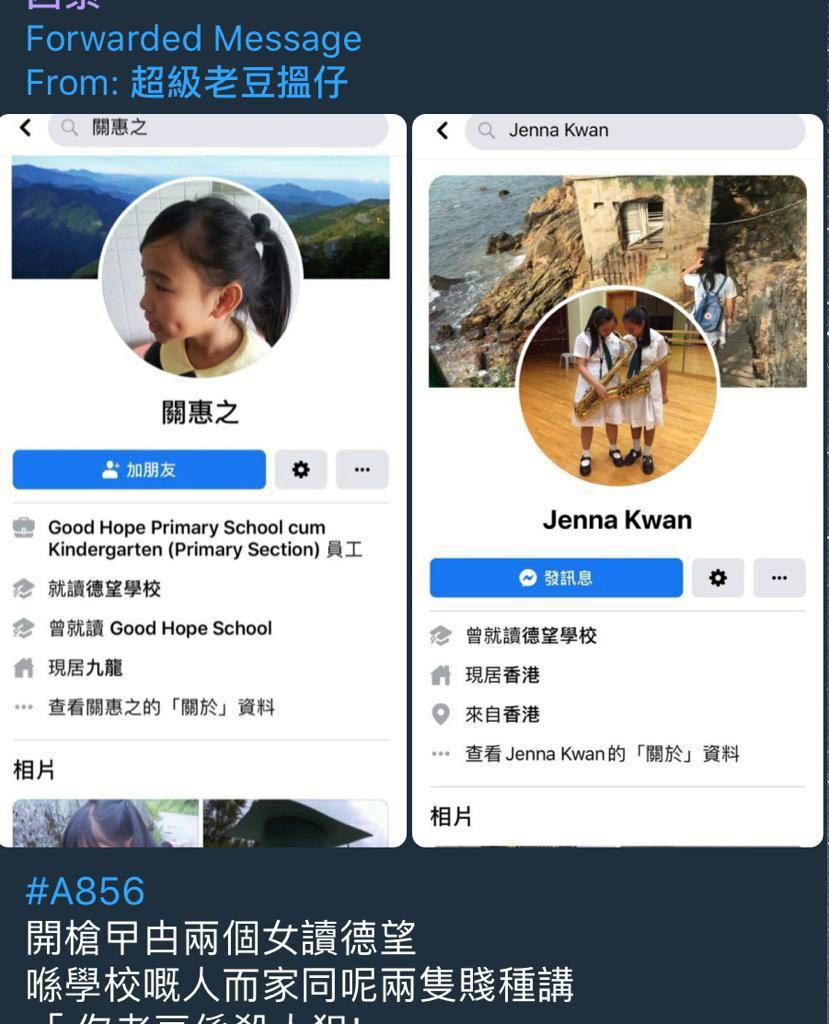 Forwarded Message
From: 超級老豆搵仔
關惠之
關惠之
加朋友
Good Hope Primary School cum
Kindergarten (Primary Section) 員工
就讀德望學校
曾就讀 Good Hope School
現居九龍
查看關惠之的「關於」資料
相片
Jenna Kwan
Jenna Kwan
發訊息
曾就讀德望學校
現居香港
來自香港
查看 Jenna Kwan的「關於」資料
相片
#A856
開槍曱甴兩個女讀德望
喺學校嘅人而家同呢兩隻賤種講